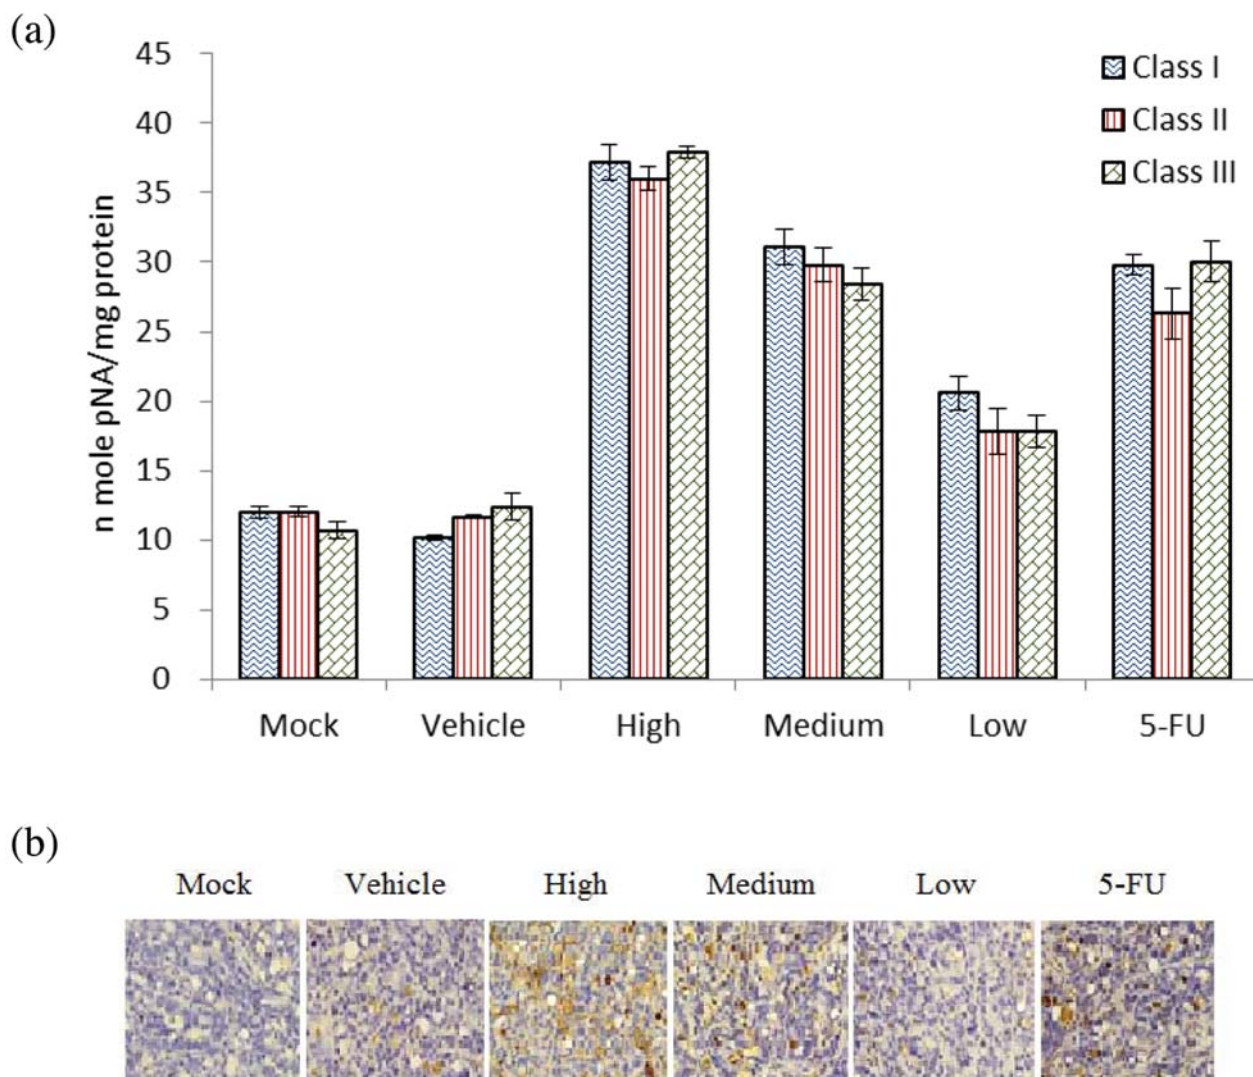 (a)
n mole pNA/mg protein
45
40
35
30
25
20
15
10
5
0
Class I
Class II
Class III
Mock Vehicle High Medium Low 5-FU
(b)
Mock Vehicle High Medium Low 5-FU